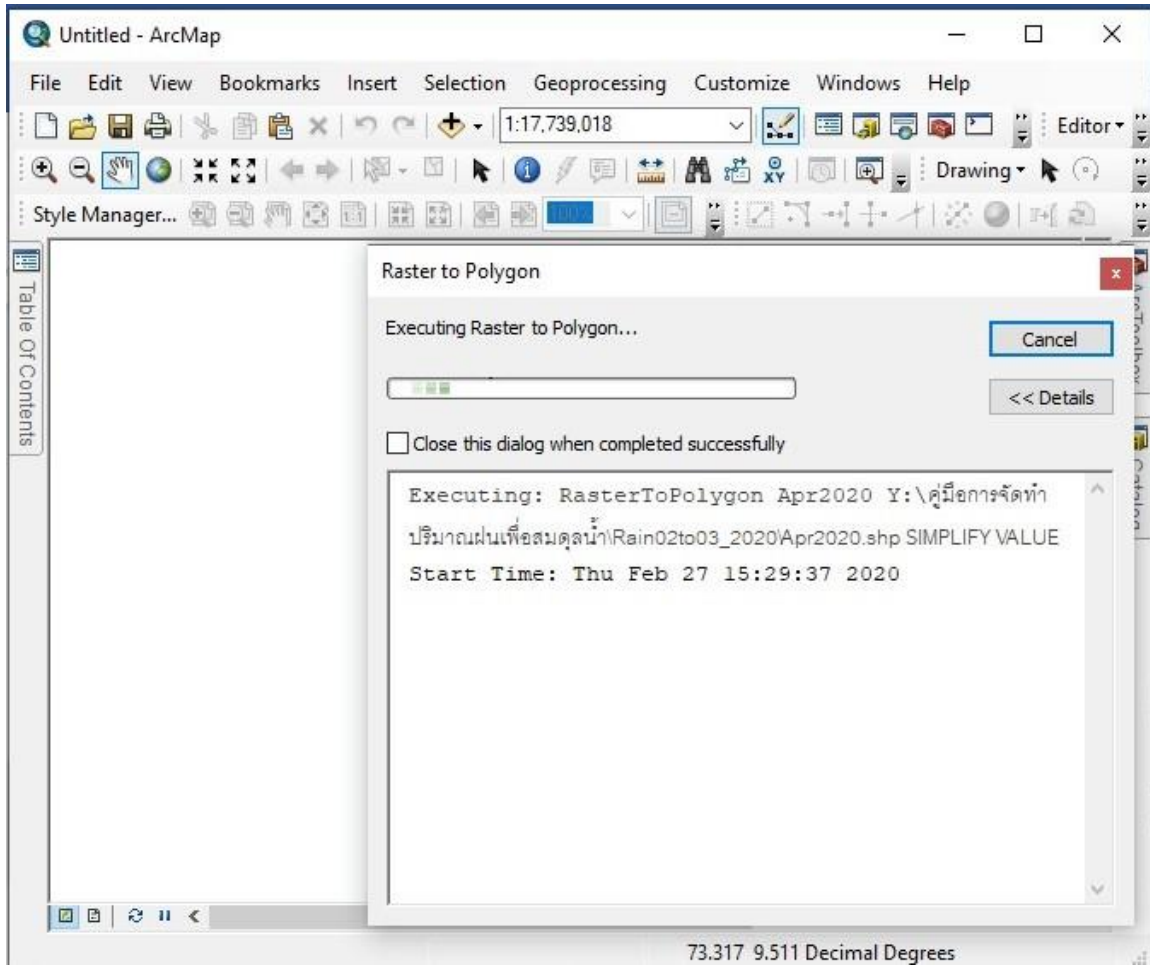 Untitled - ArcMap
File Edit View Bookmarks Insert Selection Geoprocessing Customize Windows Help
1:17,739,018 Editor
Drawing
Style Manager... 100%
Table Of Contents
Raster to Polygon
Executing Raster to Polygon...
Cancel
<< Details
Close this dialog when completed successfully
Executing: RasterToPolygon Apr2020 Y:\คู่มือการจัดทำ
ปริมาณฝนเพื่อสมดุลน้ำ\Rain02to03_2020\Apr2020.shp SIMPLIFY VALUE
Start Time: Thu Feb 27 15:29:37 2020
ArcToolbox
Catalog
73.317 9.511 Decimal Degrees